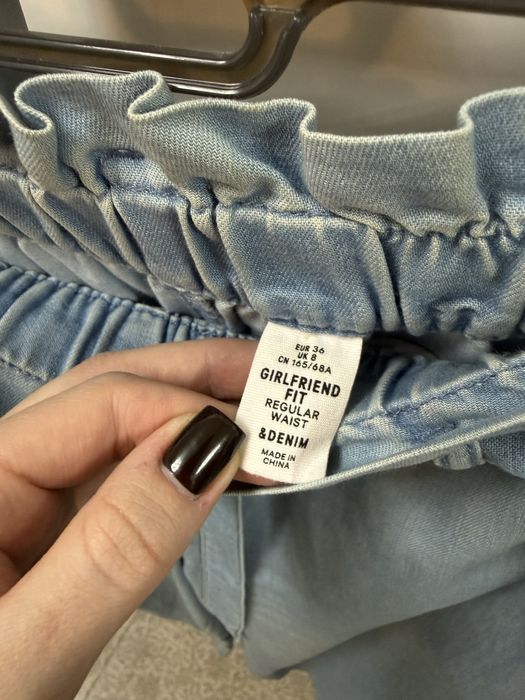 EUR 36
UK 8
CN 165/68A
GIRLFRIEND
FIT
REGULAR
WAIST
&DENIM
MADE IN
CHINA